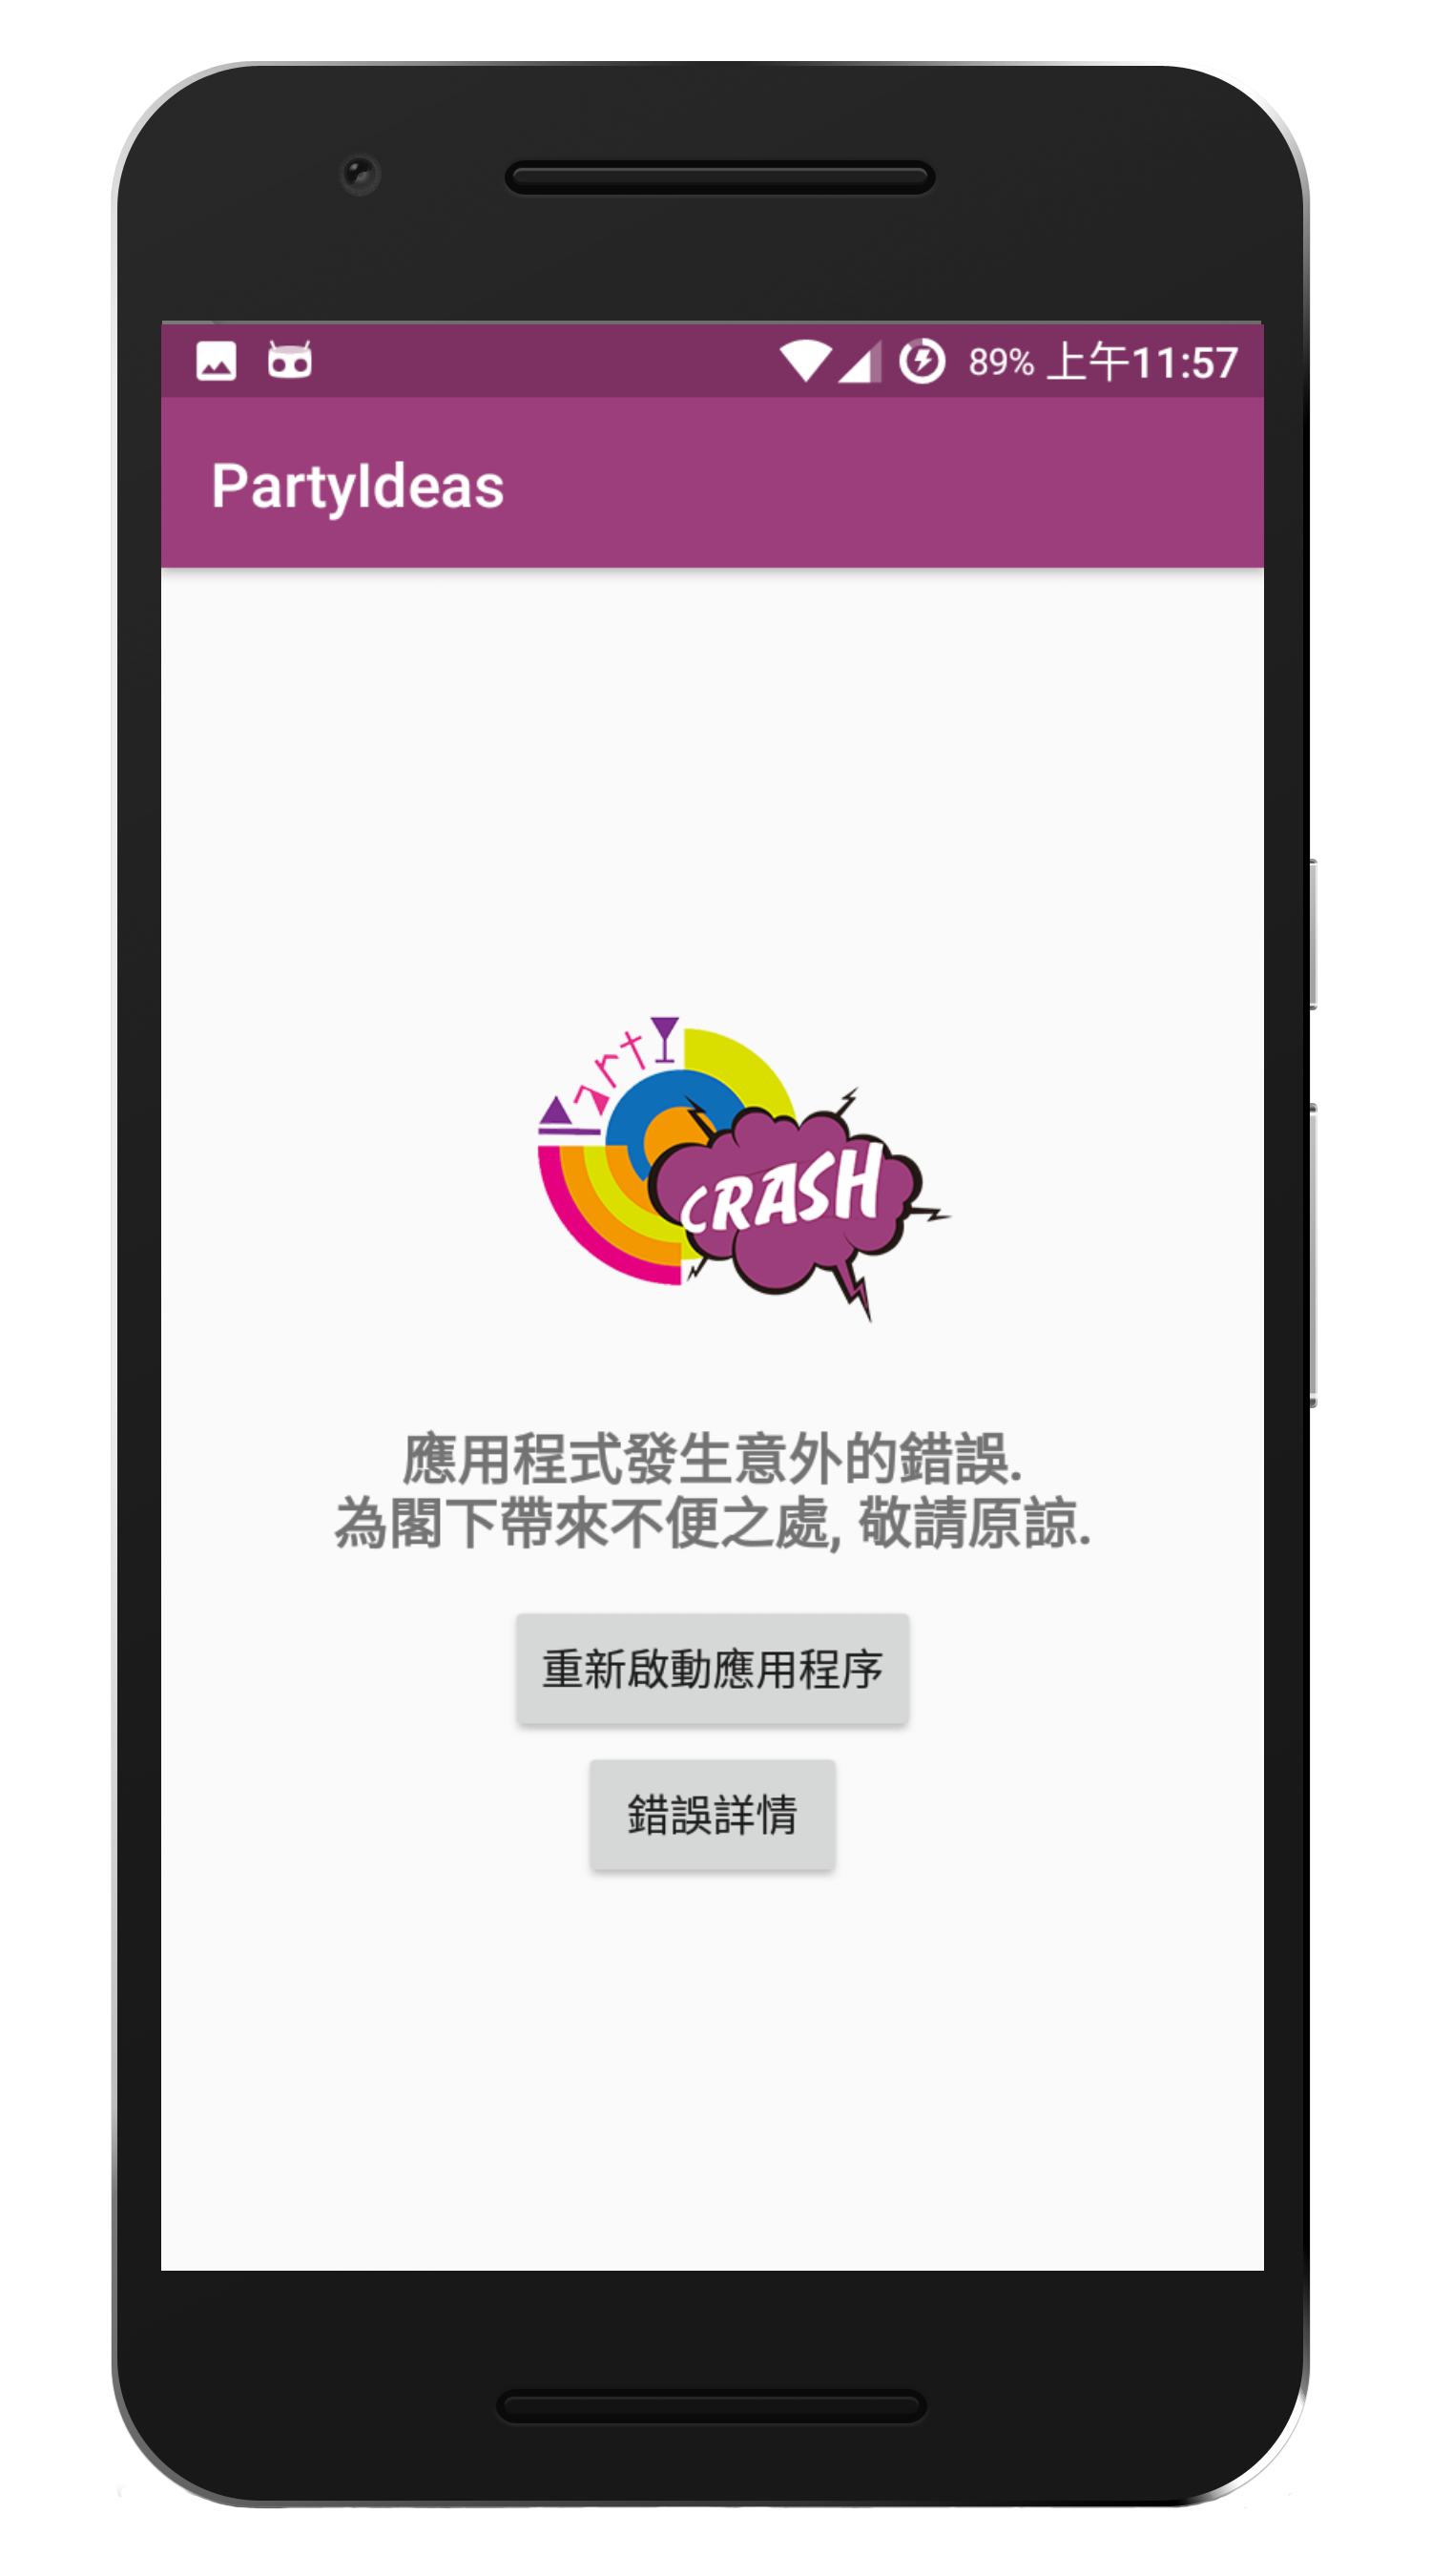 89% 上午11:57
PartyIdeas
Party
CRASH
應用程式發生意外的錯誤.
為閣下帶來不便之處, 敬請原諒.
重新啟動應用程序
錯誤詳情